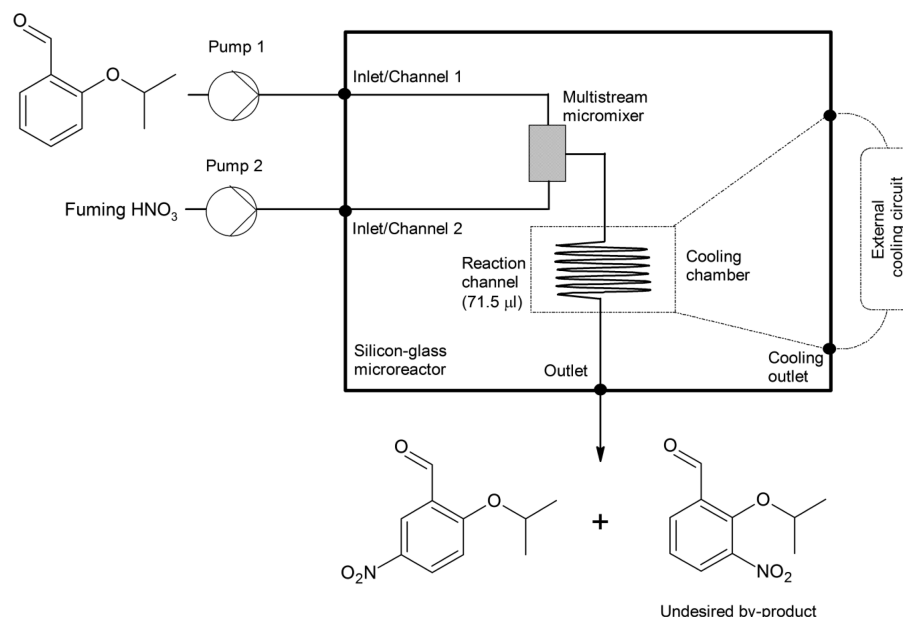 O
O
Pump 1
Inlet/Channel 1
Multistream
micromixer
Pump 2
Fuming HNO3
Inlet/Channel 2
Reaction
channel
(71.5 µl)
Cooling
chamber
External
cooling circuit
Silicon-glass
microreactor
Outlet
Cooling
outlet
O
O
O2N
+
O
O
NO2
Undesired by-product